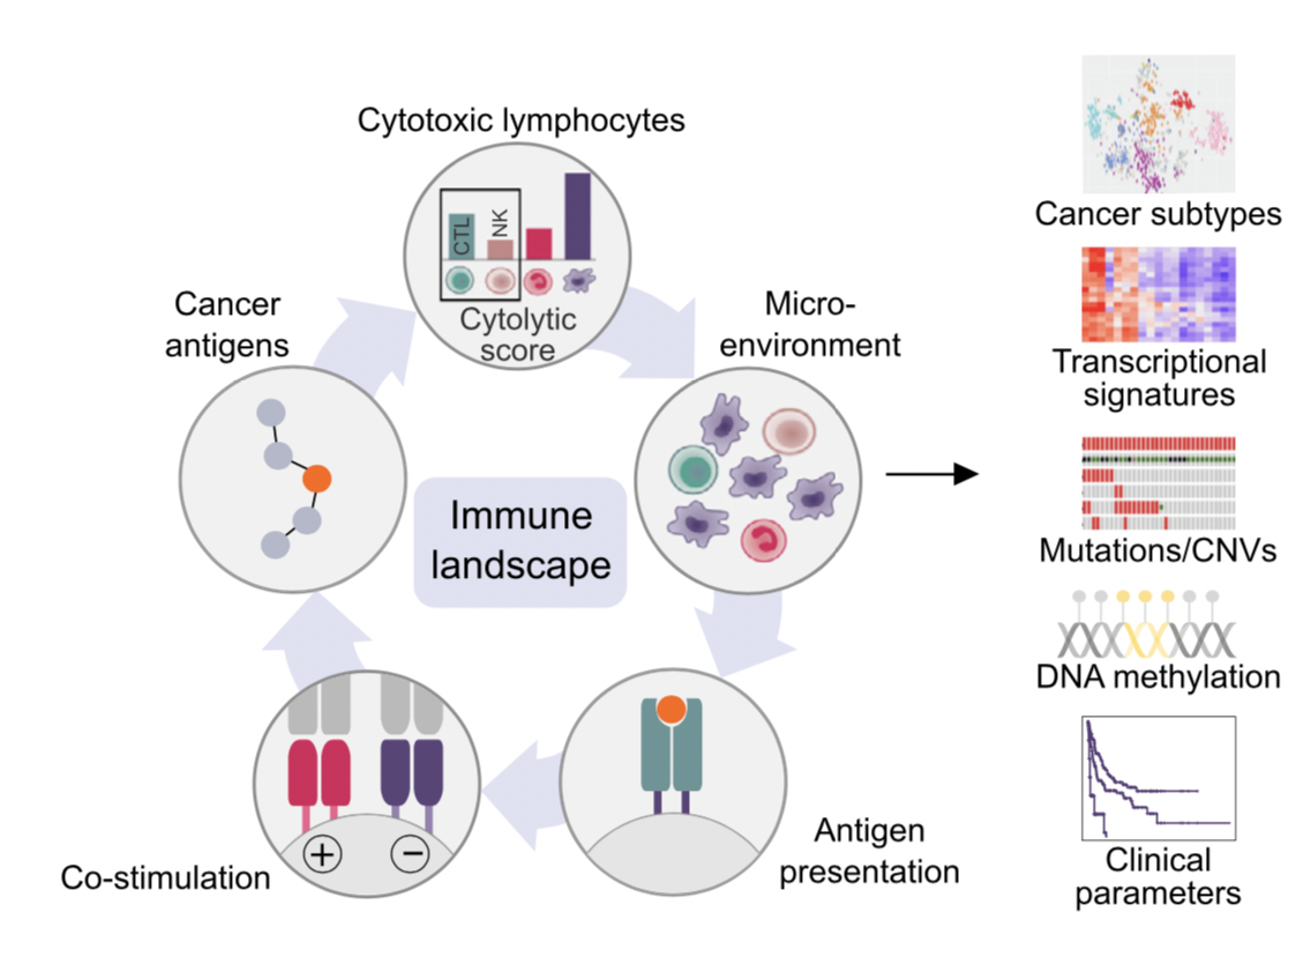 Cytotoxic lymphocytes
CTL
NK
Cytolytic
score
Cancer
antigens
Micro-
environment
Immune
landscape
Co-stimulation
+
−
Antigen
presentation
Cancer subtypes
Transcriptional
signatures
Mutations/CNVs
DNA methylation
Clinical
parameters